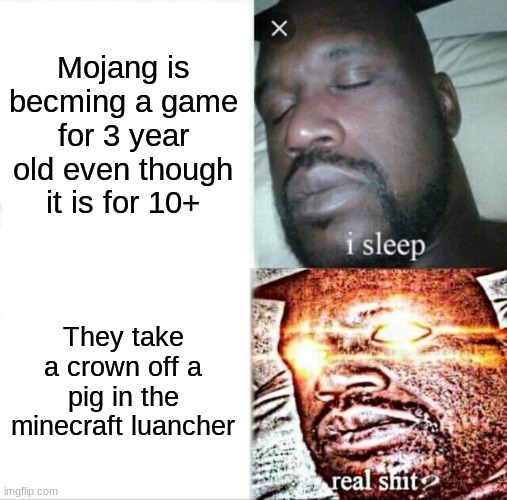 Mojang is
becming a game
for 3 year
old even though
it is for 10+
i sleep
They take
a crown off a
pig in the
minecraft luancher
real shit?
imgflip.com